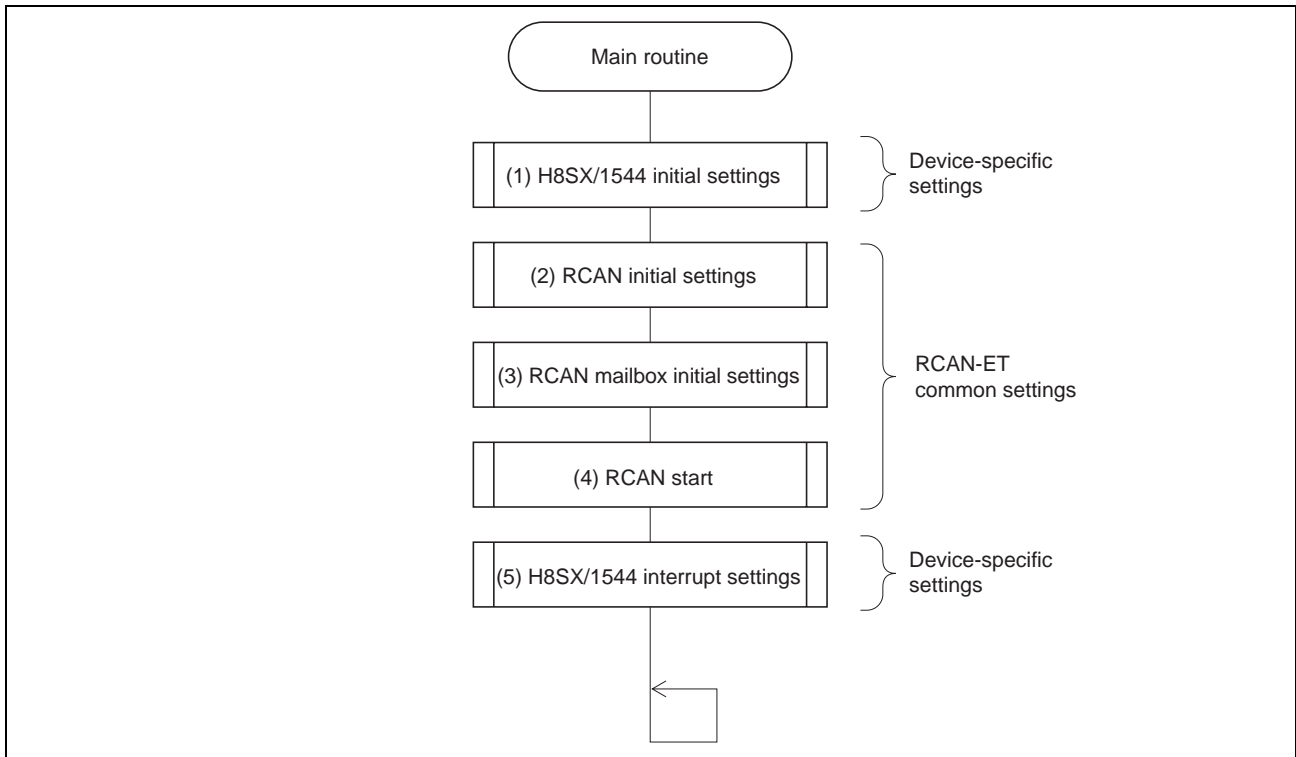 Main routine
(1) H8SX/1544 initial settings
Device-specific
settings
(2) RCAN initial settings
(3) RCAN mailbox initial settings
RCAN-ET
common settings
(4) RCAN start
(5) H8SX/1544 interrupt settings
Device-specific
settings